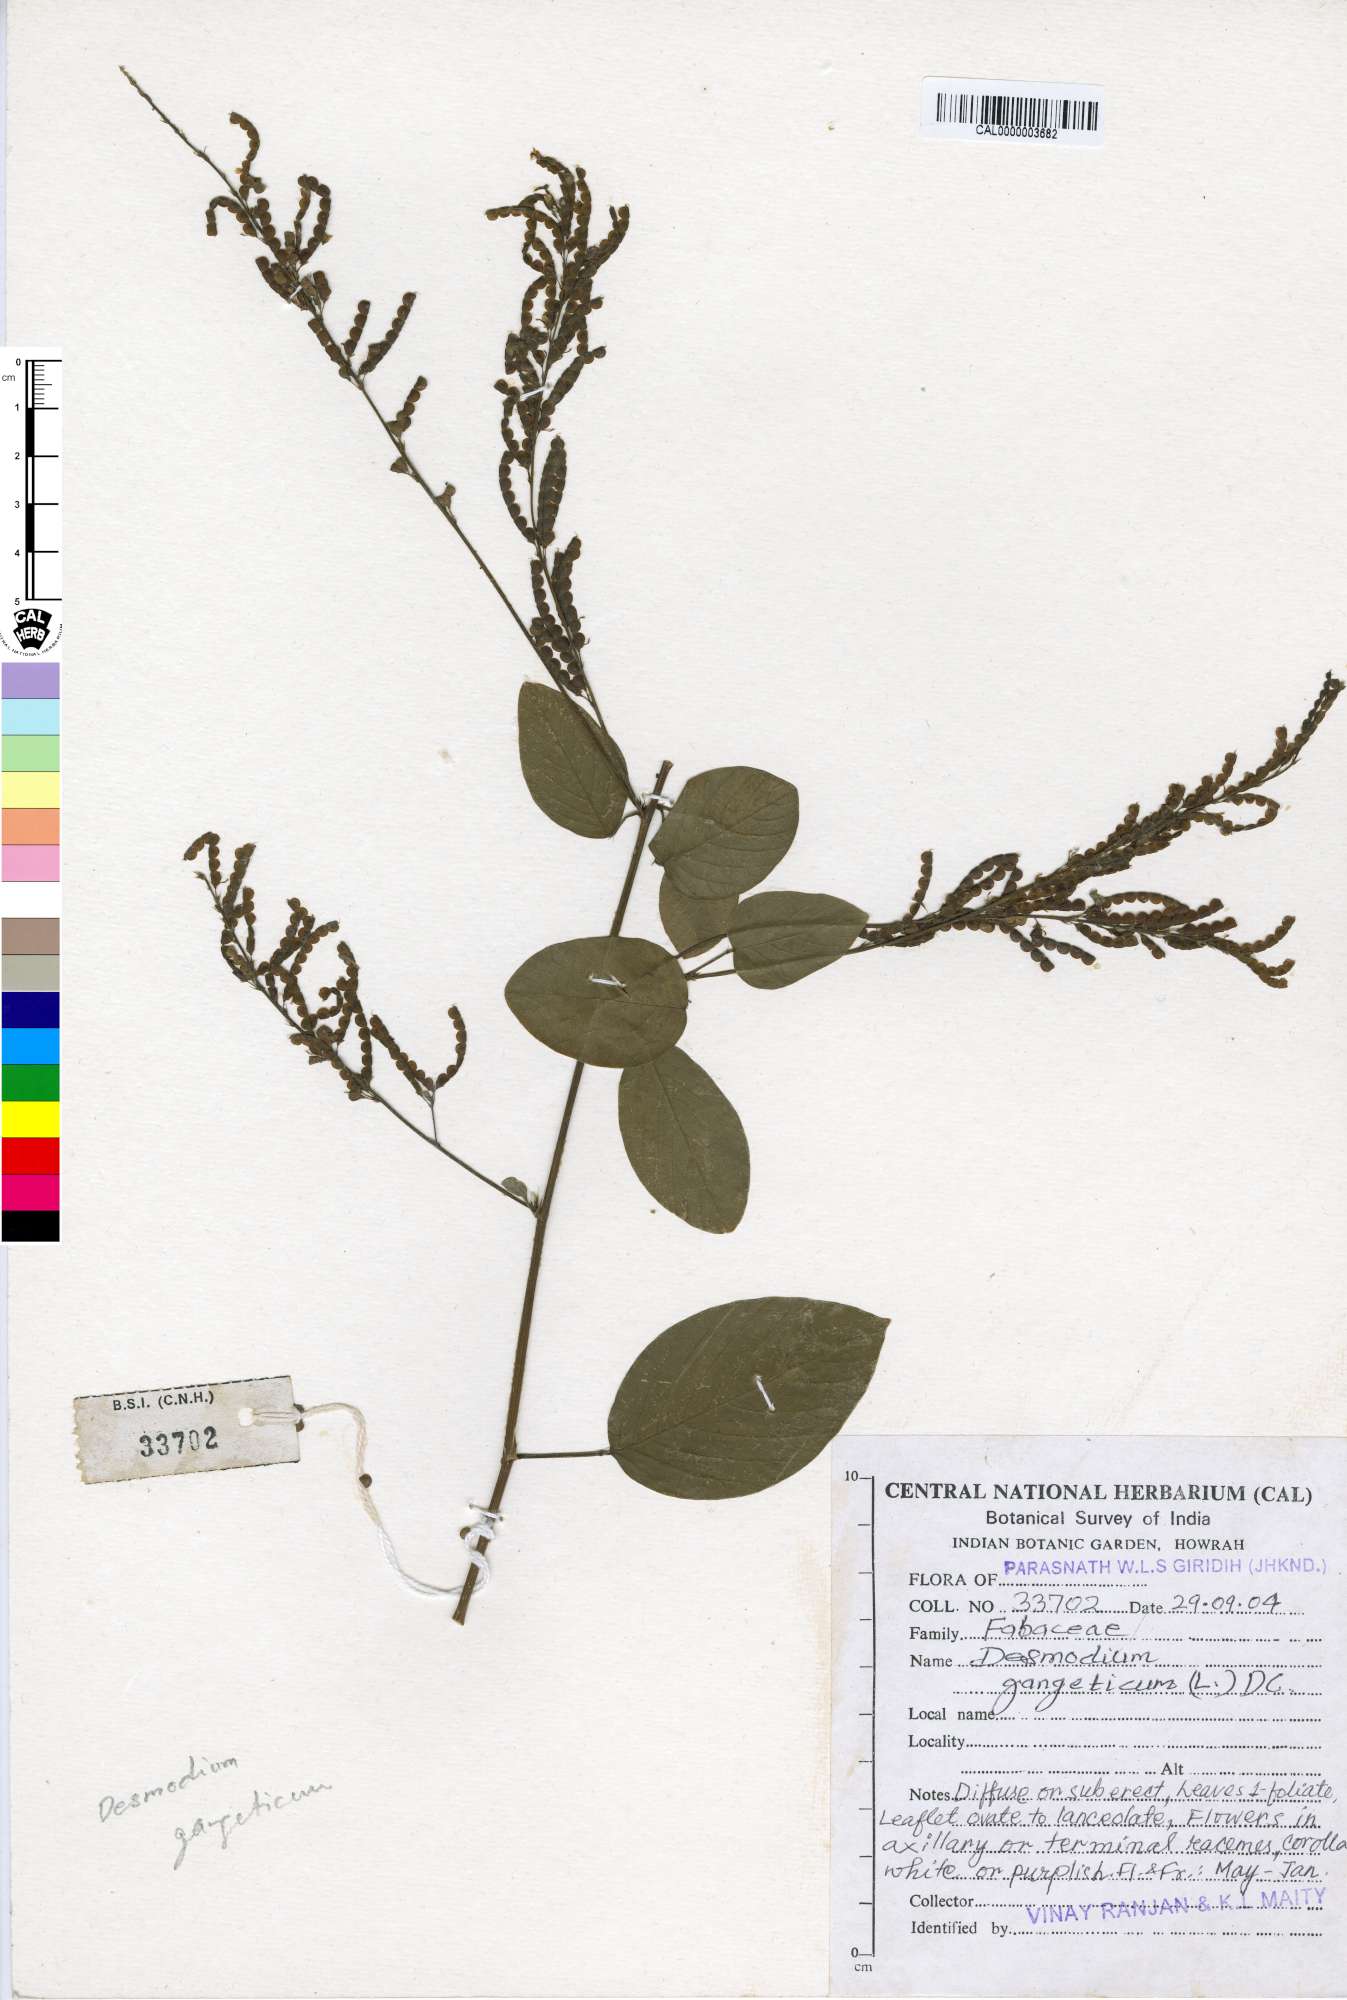 CAL0000003682
0
cm
1
2
3
4
5
CAL
HERB
B.S.I. (C.N.H.)
33702
Desmodium
gangeticum
10
CENTRAL NATIONAL HERBARIUM (CAL)
Botanical Survey of India
INDIAN BOTANIC GARDEN, HOWRAH
FLORA OF PARASNATH W.L.S GIRIDIH (JHKND.)
COLL. NO 33702 Date 29.09.04
Family Fabaceae
Name Desmodium
gangeticum (L.) DC.
Local name
Locality
Alt
Notes Diffuse or suberect, Leaves 1-foliate,
Leaflet ovate to lanceolate, Flowers in
axillary or terminal racemes, corolla
white or purplish. Fl. & Fr.: May - Jan.
Collector VINAY RANJAN & K.L MAITY
Identified by
0
cm